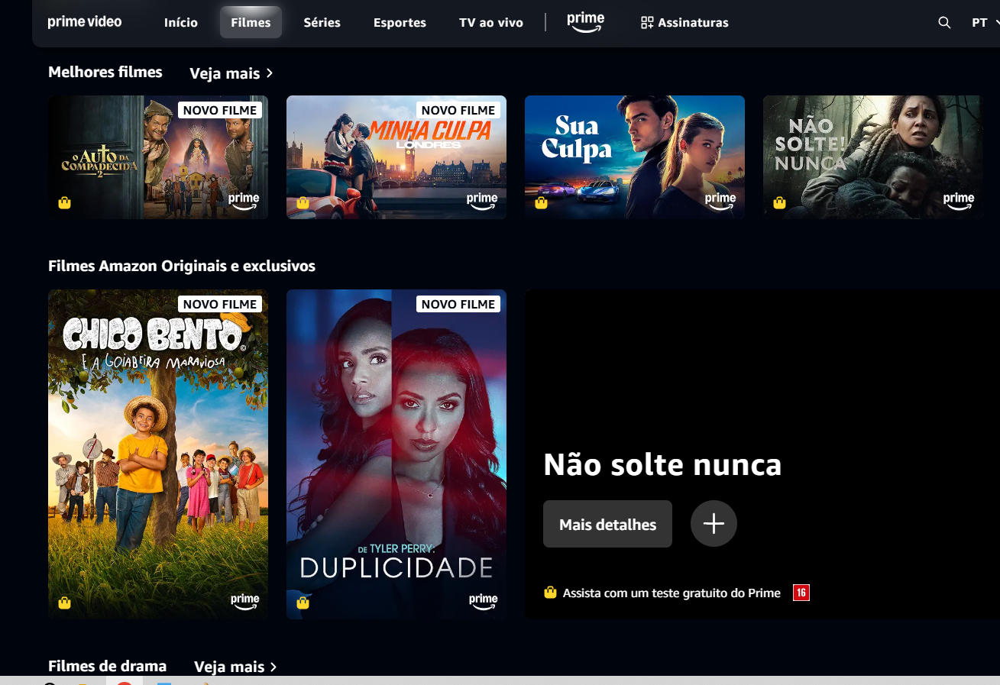 prime video
Início
Filmes
Séries
Esportes
TV ao vivo
prime
Assinaturas
PT
Melhores filmes
Veja mais
NOVO FILME
O AUTO DA
COMPADECIDA
2
prime
NOVO FILME
MINHA CULPA
LONDRES
prime
Sua
Culpa
prime
NÃO
SOLTE!
NUNCA
prime
Filmes Amazon Originais e exclusivos
NOVO FILME
CHICO BENTO
E A GOIABEIRA MARAVIOSA
prime
NOVO FILME
DE TYLER PERRY:
DUPLICIDADE
prime
Não solte nunca
Mais detalhes
Assista com um teste gratuito do Prime
16
Filmes de drama
Veja mais